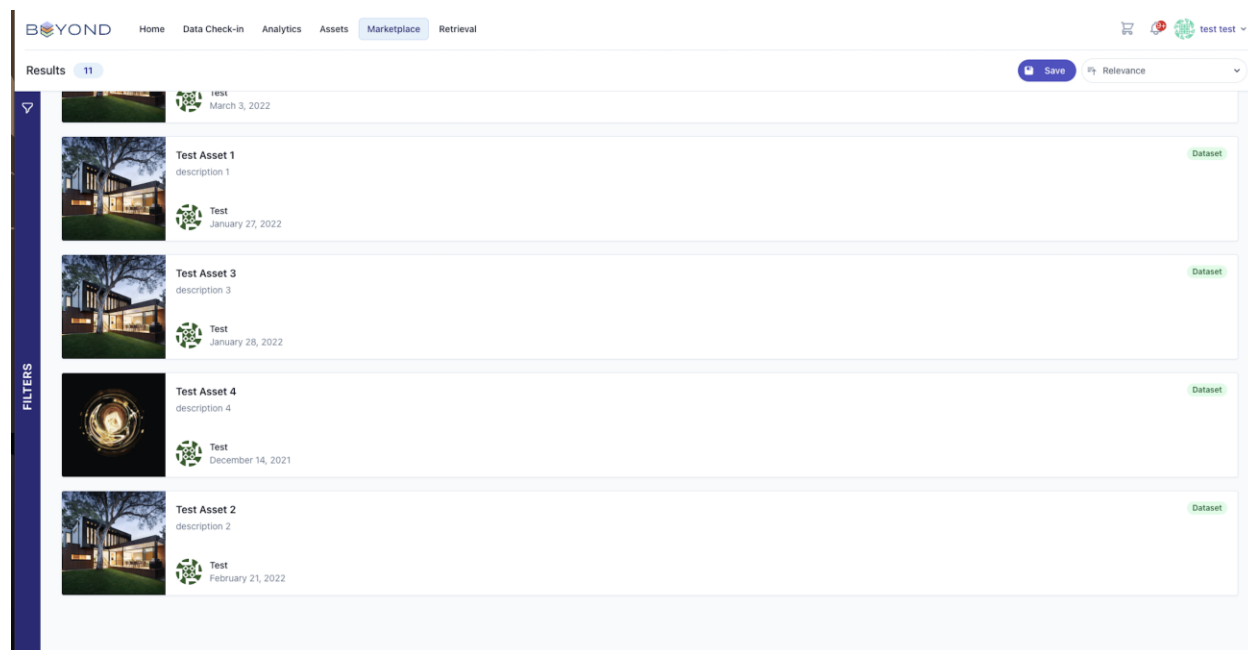 BEYOND Home Data Check-in Analytics Assets Marketplace Retrieval 9+ test test
Results 11 Save Relevance
Test
March 3, 2022
Test Asset 1 Dataset
description 1
Test
January 27, 2022
Test Asset 3 Dataset
description 3
Test
January 28, 2022
FILTERS
Test Asset 4 Dataset
description 4
Test
December 14, 2021
Test Asset 2 Dataset
description 2
Test
February 21, 2022